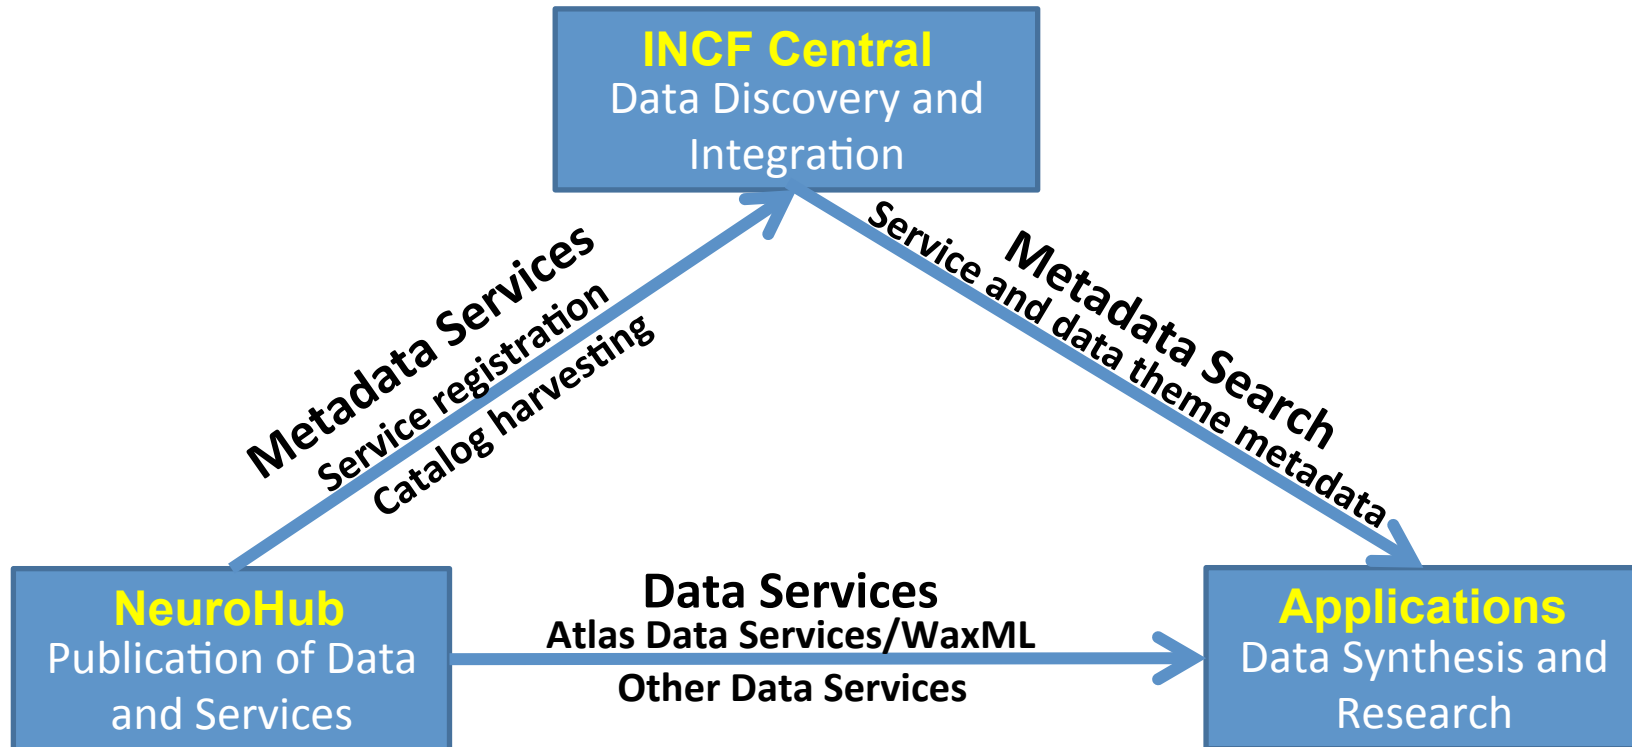 INCF Central
Data Discovery and
Integration
Metadata Services
Service registration
Catalog harvesting
Metadata Search
Service and data theme metadata
NeuroHub
Publication of Data
and Services
Data Services
Atlas Data Services/WaxML
Other Data Services
Applications
Data Synthesis and
Research